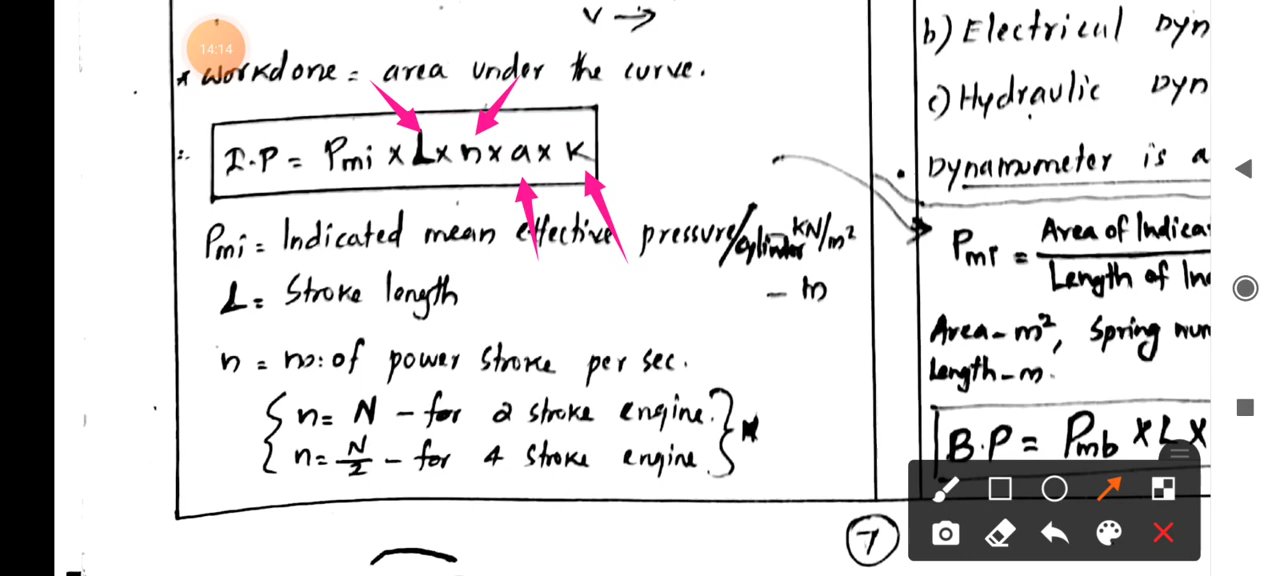 V →
14:14
* Workdone = area under the curve.
∴ I.P = Pmi × L × n × a × K
Pmi = Indicated mean effective pressure/cylinder KN/m²
L = Stroke length - m
n = no: of power stroke per sec.
{ n = N - for 2 stroke engine. }
{ n = N/2 - for 4 stroke engine. }
b) Electrical Dyn
c) Hydraulic Dyn
Dynamometer is a
Pmi = Area of Indica
Length of Ind
Area - m², Spring num
Length - m.
B.P = Pmb × L ×
7